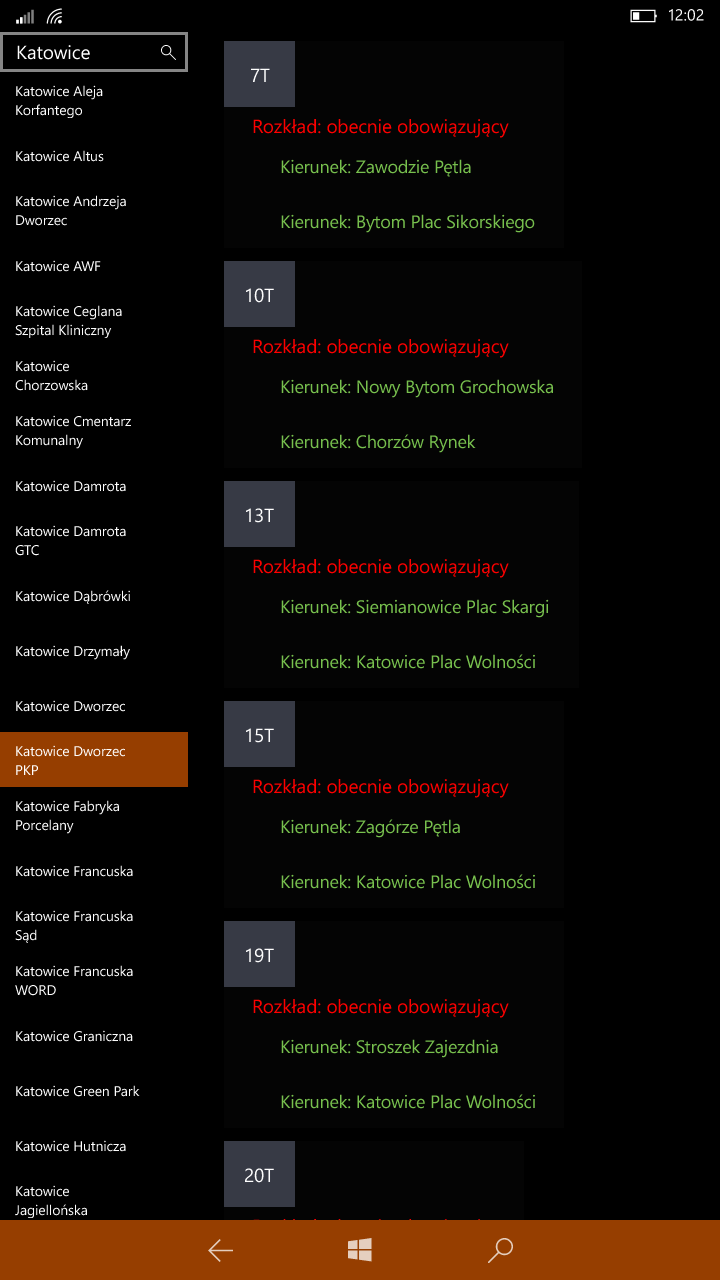 12:02
Katowice
Katowice Aleja
Korfantego
Katowice Altus
Katowice Andrzeja
Dworzec
Katowice AWF
Katowice Ceglana
Szpital Kliniczny
Katowice
Chorzowska
Katowice Cmentarz
Komunalny
Katowice Damrota
Katowice Damrota
GTC
Katowice Dąbrówki
Katowice Drzymały
Katowice Dworzec
Katowice Dworzec
PKP
Katowice Fabryka
Porcelany
Katowice Francuska
Katowice Francuska
Sąd
Katowice Francuska
WORD
Katowice Graniczna
Katowice Green Park
Katowice Hutnicza
Katowice
Jagiellońska
7T
Rozkład: obecnie obowiązujący
Kierunek: Zawodzie Pętla
Kierunek: Bytom Plac Sikorskiego
10T
Rozkład: obecnie obowiązujący
Kierunek: Nowy Bytom Grochowska
Kierunek: Chorzów Rynek
13T
Rozkład: obecnie obowiązujący
Kierunek: Siemianowice Plac Skargi
Kierunek: Katowice Plac Wolności
15T
Rozkład: obecnie obowiązujący
Kierunek: Zagórze Pętla
Kierunek: Katowice Plac Wolności
19T
Rozkład: obecnie obowiązujący
Kierunek: Stroszek Zajezdnia
Kierunek: Katowice Plac Wolności
20T